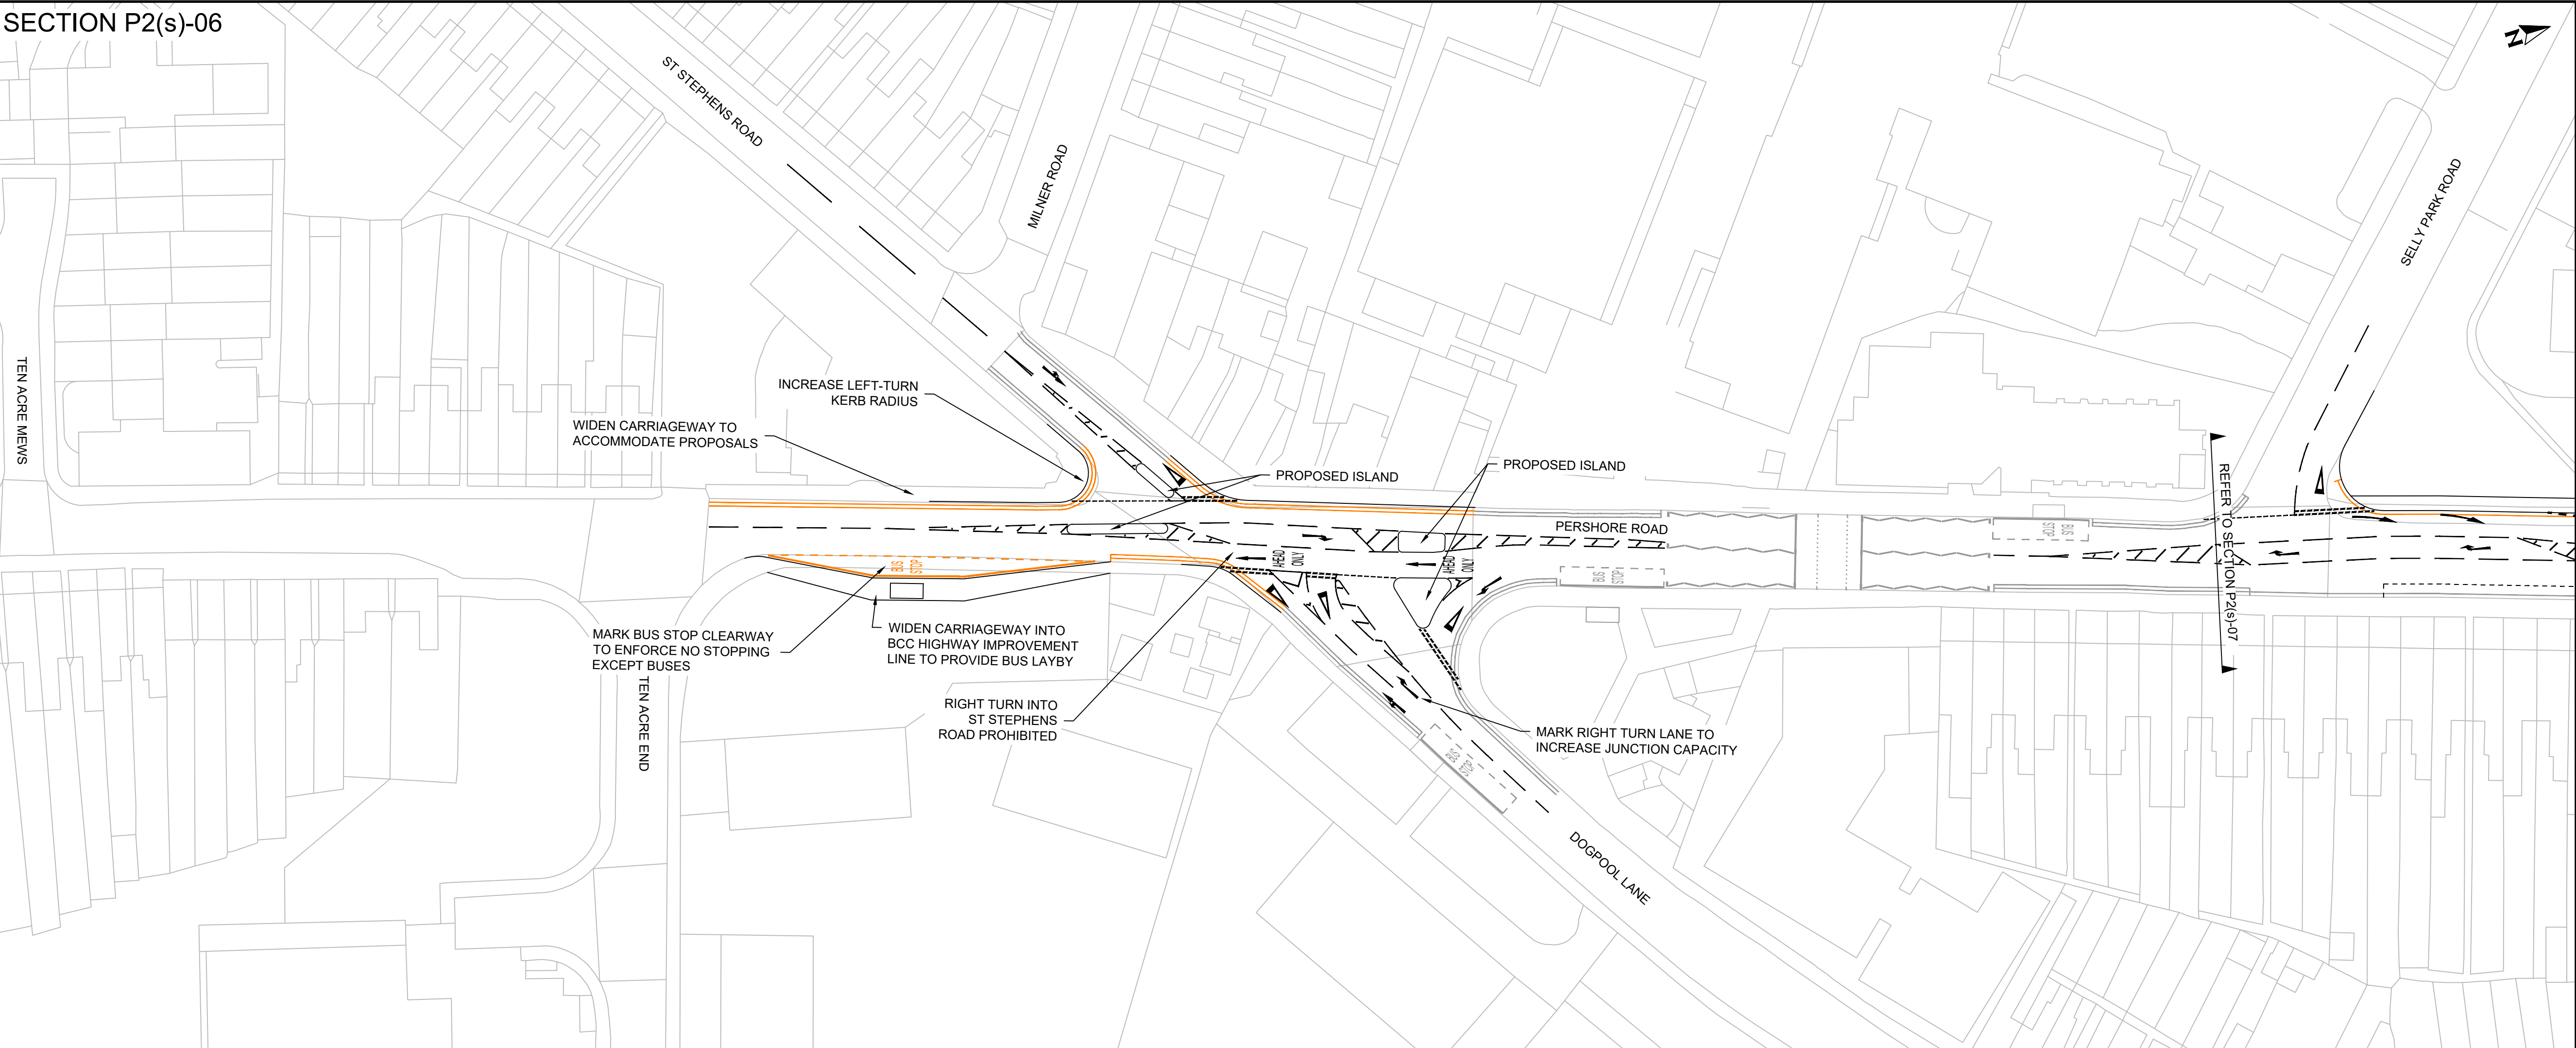 SECTION P2(s)-06
N
ST STEPHENS ROAD
MILNER ROAD
SELLY PARK ROAD
TEN ACRE MEWS
INCREASE LEFT-TURN
KERB RADIUS
WIDEN CARRIAGEWAY TO
ACCOMMODATE PROPOSALS
PROPOSED ISLAND
PROPOSED ISLAND
PERSHORE ROAD
REFER TO SECTION P2(s)-07
BUS
STOP
AHEAD
ONLY
AHEAD
ONLY
BUS
STOP
BUS
STOP
MARK BUS STOP CLEARWAY
TO ENFORCE NO STOPPING
EXCEPT BUSES
WIDEN CARRIAGEWAY INTO
BCC HIGHWAY IMPROVEMENT
LINE TO PROVIDE BUS LAYBY
TEN ACRE END
RIGHT TURN INTO
ST STEPHENS
ROAD PROHIBITED
MARK RIGHT TURN LANE TO
INCREASE JUNCTION CAPACITY
BUS
STOP
DOGPOOL LANE